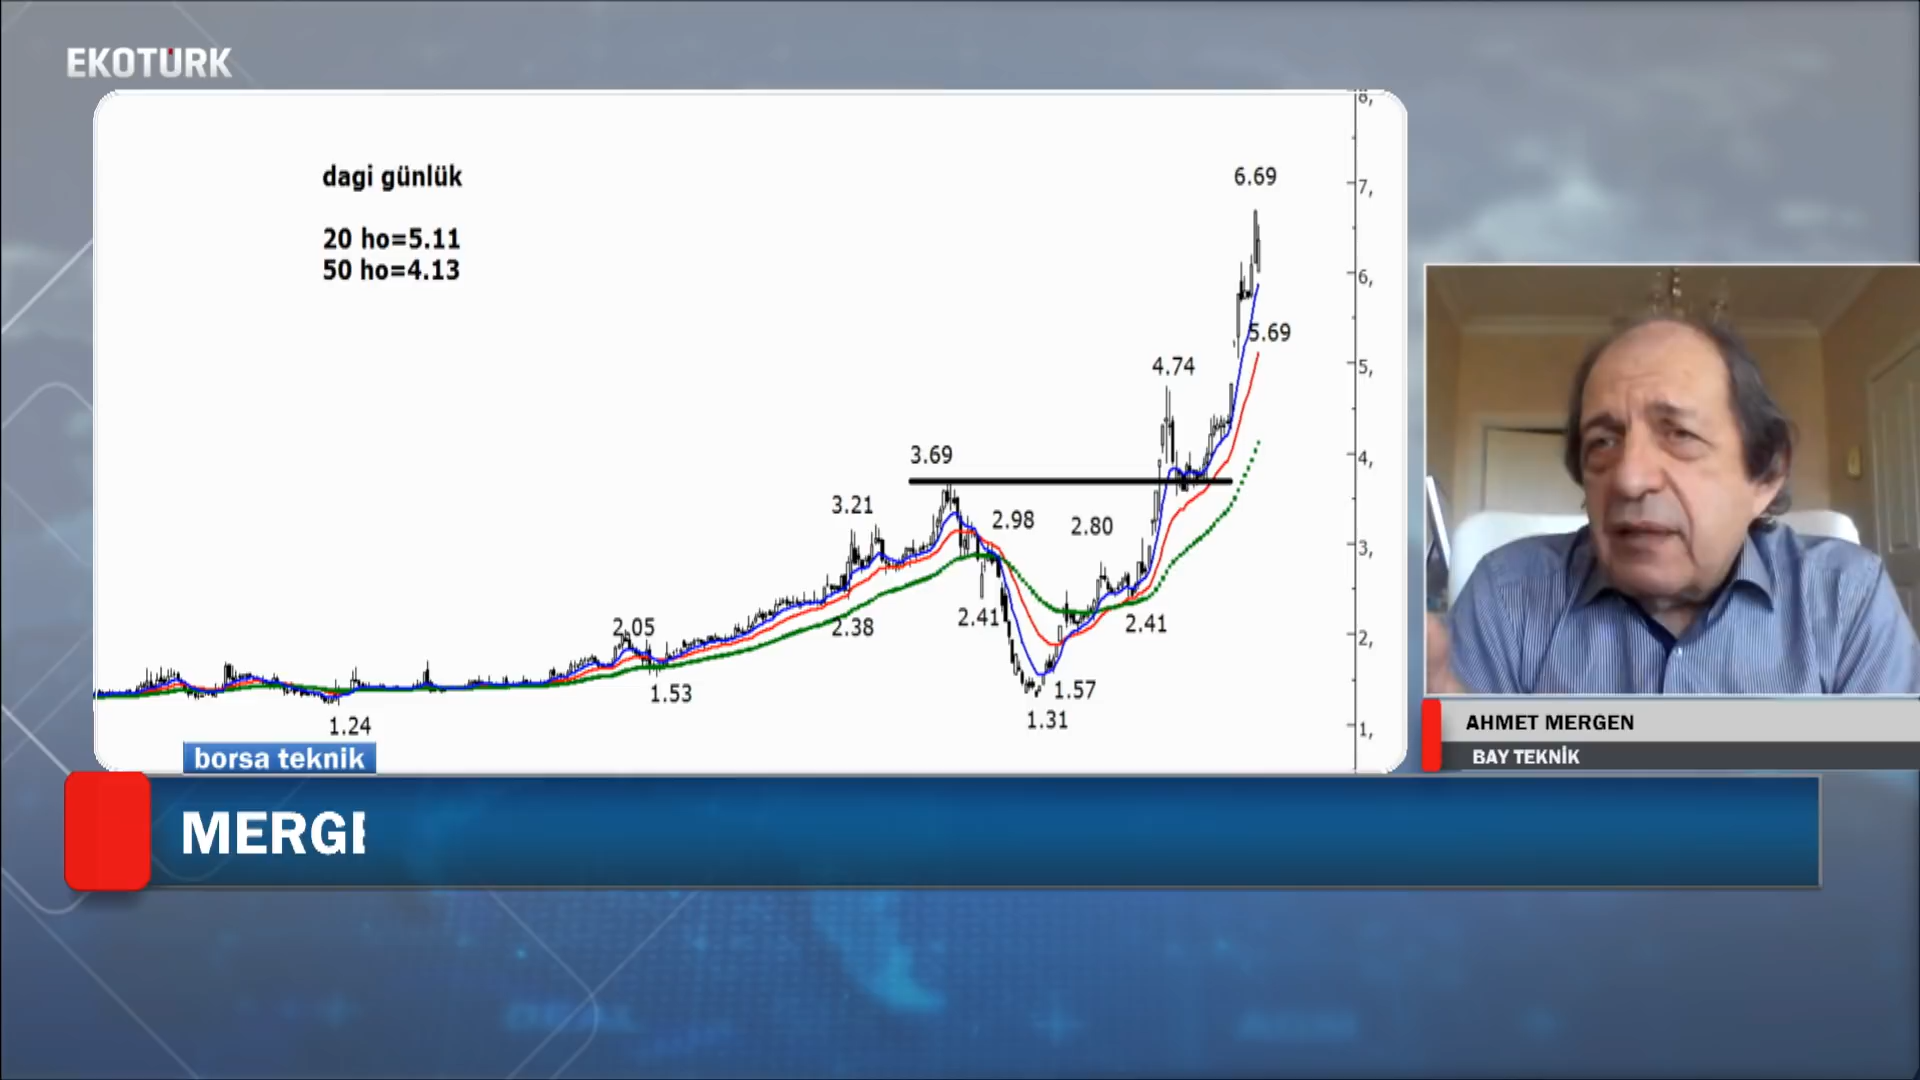 EKOTÜRK
dagi günlük
20 ho=5.11
50 ho=4.13
8,
7,
6,
5,
4,
3,
2,
1,
6.69
5.69
4.74
3.69
3.21
2.98
2.80
2.05
2.38
2.41
2.41
1.53
1.57
1.31
1.24
borsa teknik
MERGE
AHMET MERGEN
BAY TEKNİK